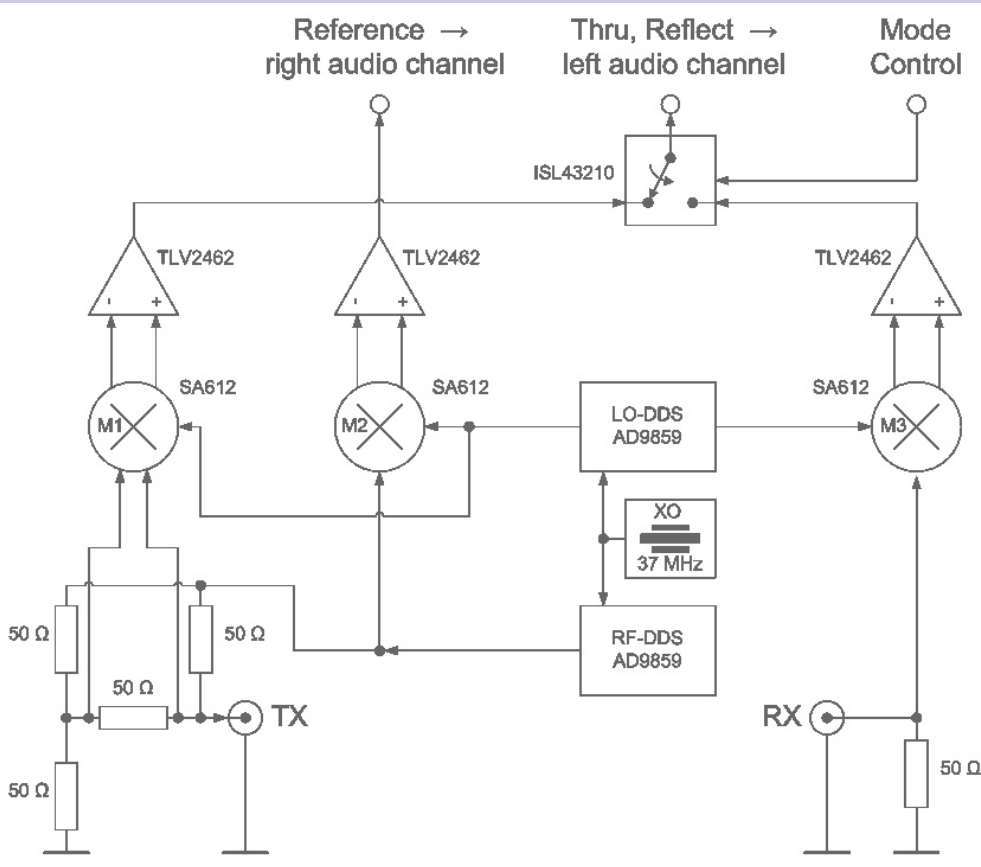 Reference → Thru, Reflect → Mode
right audio channel left audio channel Control
ISL43210
TLV2462 TLV2462 TLV2462
- + - + - +
SA612 SA612 SA612
M1 M2 LO-DDS M3
AD9859
XO
37 MHz
50 Ω 50 Ω RF-DDS
AD9859
50 Ω
TX RX
50 Ω 50 Ω